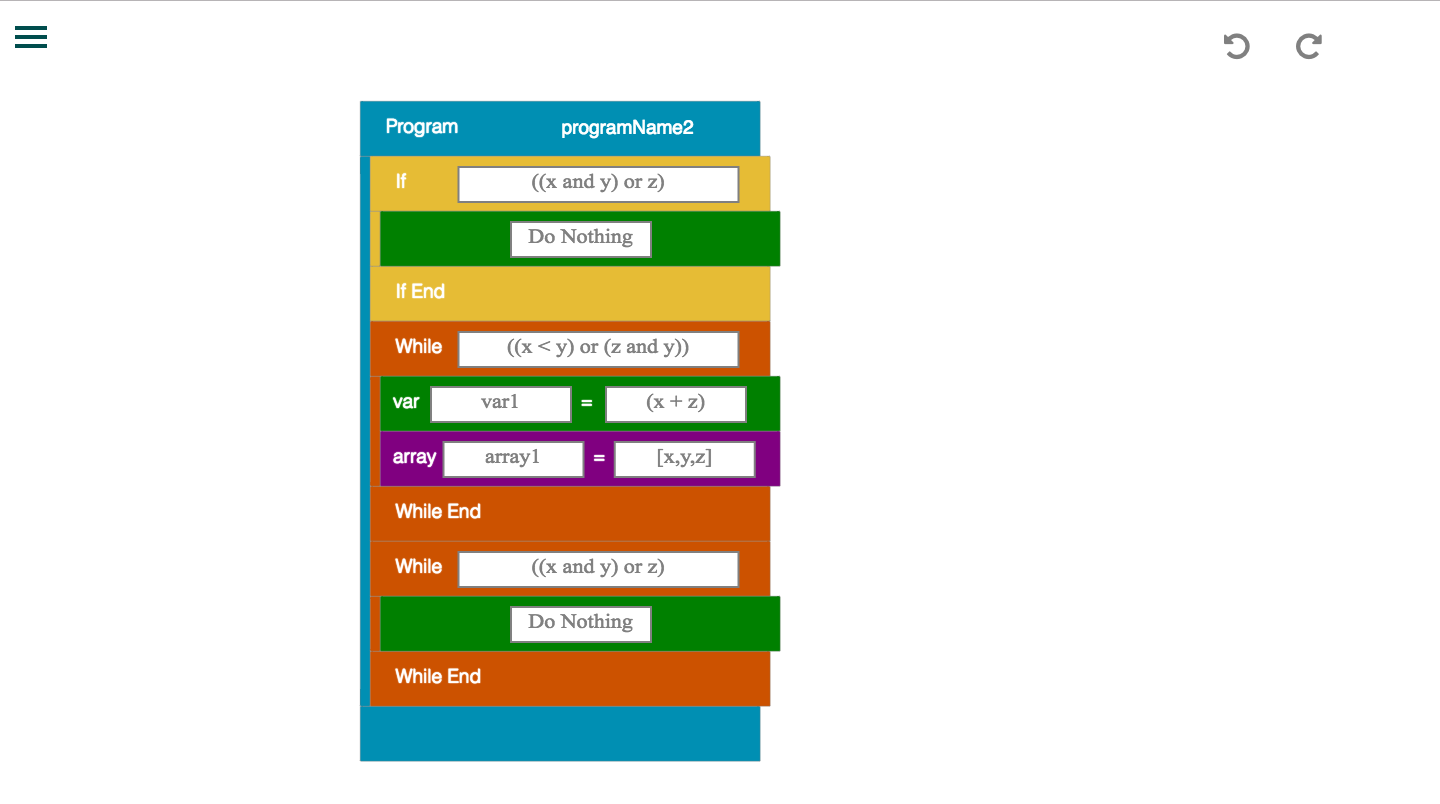 Program programName2
If ((x and y) or z)
Do Nothing
If End
While ((x < y) or (z and y))
var var1 = (x + z)
array array1 = [x,y,z]
While End
While ((x and y) or z)
Do Nothing
While End